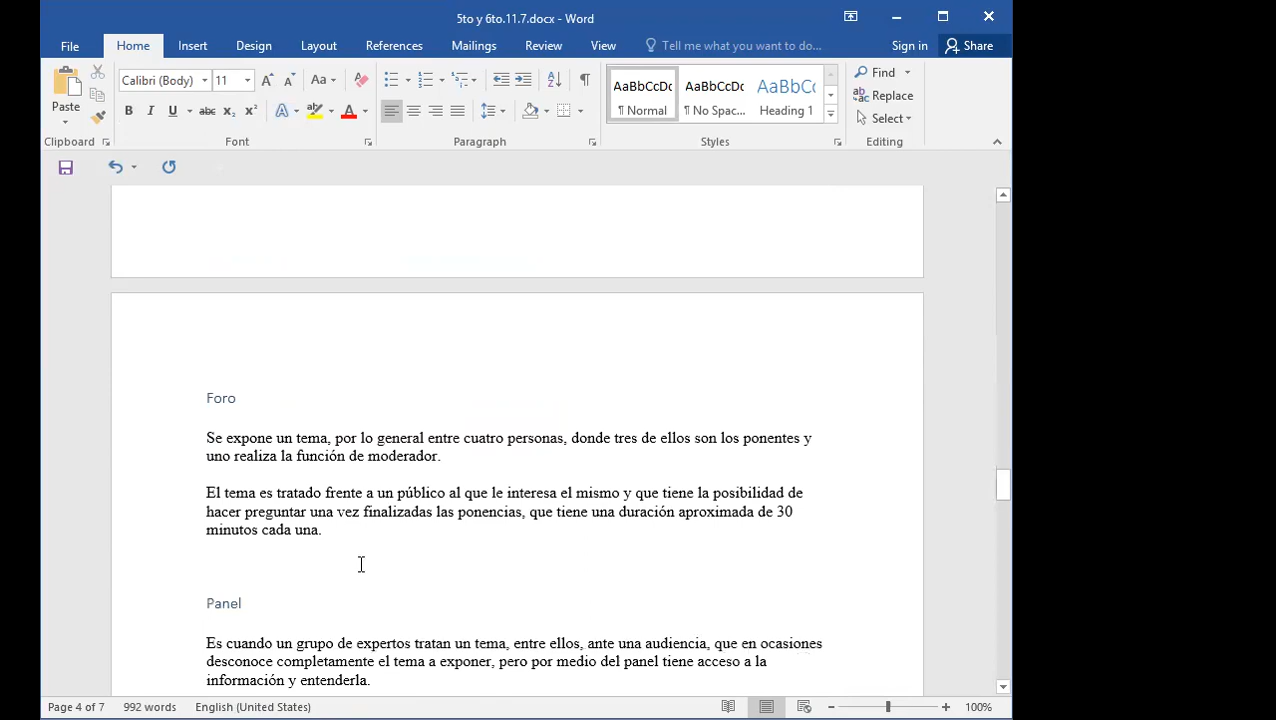 5to y 6to.11.7.docx - Word
File Home Insert Design Layout References Mailings Review View Tell me what you want to do... Sign in Share
Paste
Calibri (Body) 11 Aa
B I U abc x₂ x² A ab A
AaBbCcDc AaBbCcDc AaBbCc
¶ Normal ¶ No Spac... Heading 1
Find
Replace
Select
Clipboard Font Paragraph Styles Editing
Foro
Se expone un tema, por lo general entre cuatro personas, donde tres de ellos son los ponentes y
uno realiza la función de moderador.
El tema es tratado frente a un público al que le interesa el mismo y que tiene la posibilidad de
hacer preguntar una vez finalizadas las ponencias, que tiene una duración aproximada de 30
minutos cada una.
Panel
Es cuando un grupo de expertos tratan un tema, entre ellos, ante una audiencia, que en ocasiones
desconoce completamente el tema a exponer, pero por medio del panel tiene acceso a la
información y entenderla.
Page 4 of 7 992 words English (United States) 100%